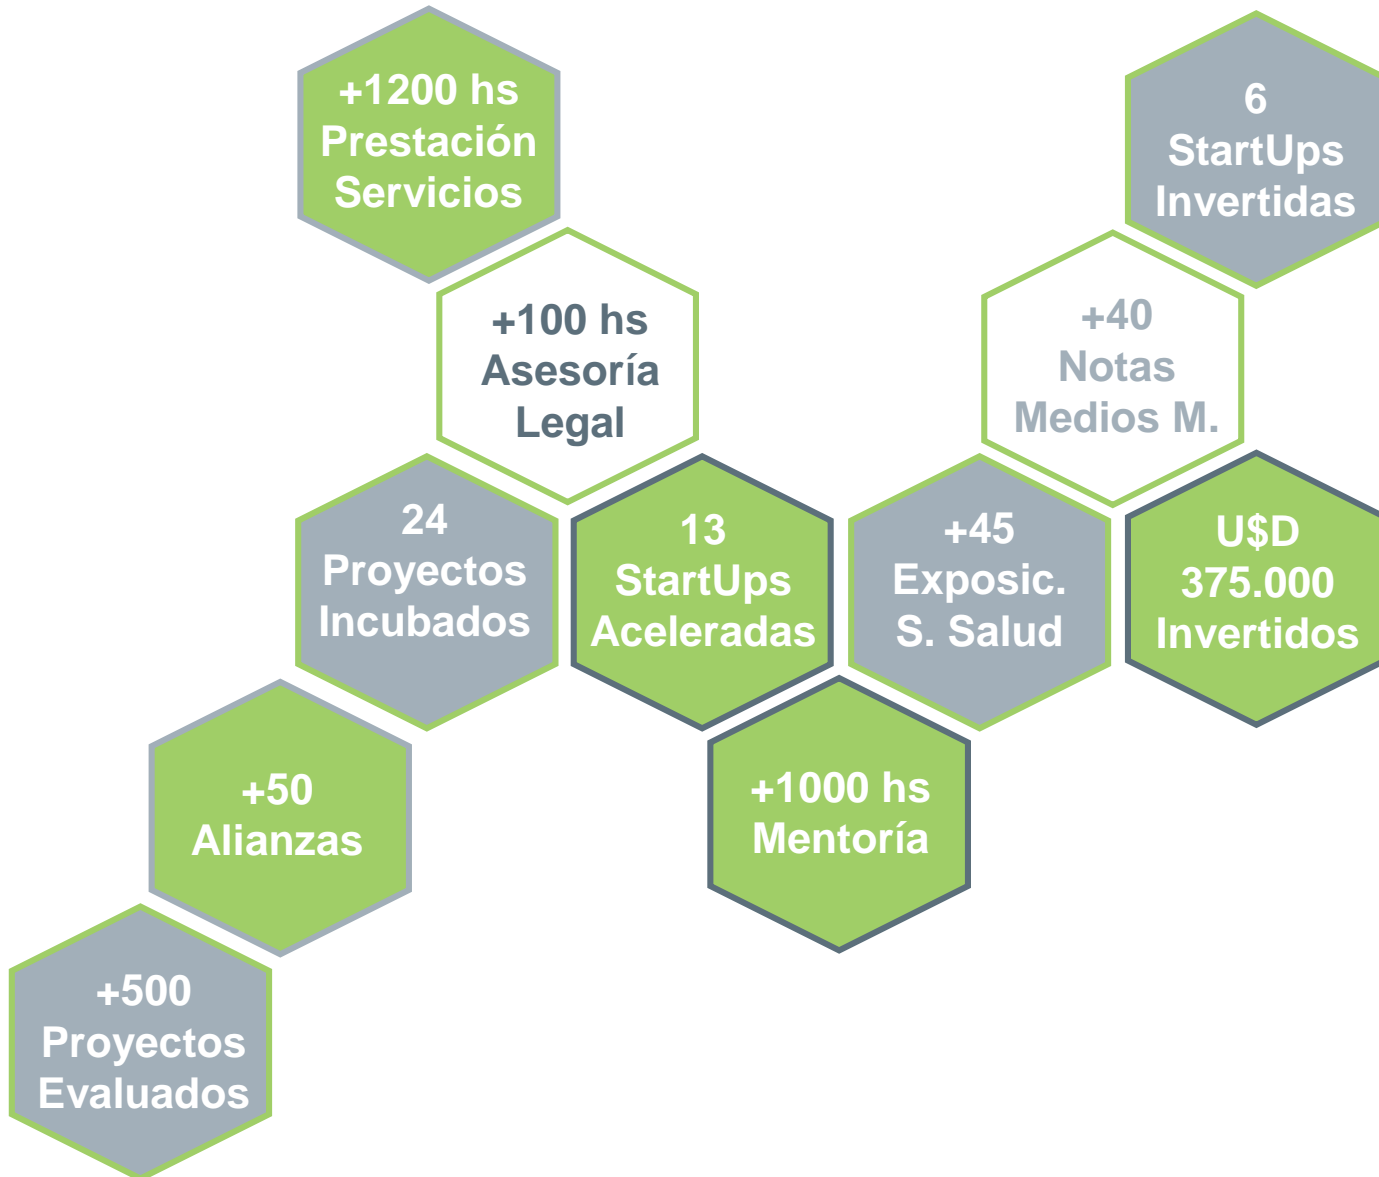 +1200 hs
Prestación
Servicios
6
StartUps
Invertidas
+100 hs
Asesoría
Legal
+40
Notas
Medios M.
24
Proyectos
Incubados
13
StartUps
Aceleradas
+45
Exposic.
S. Salud
U$D
375.000
Invertidos
+50
Alianzas
+1000 hs
Mentoría
+500
Proyectos
Evaluados